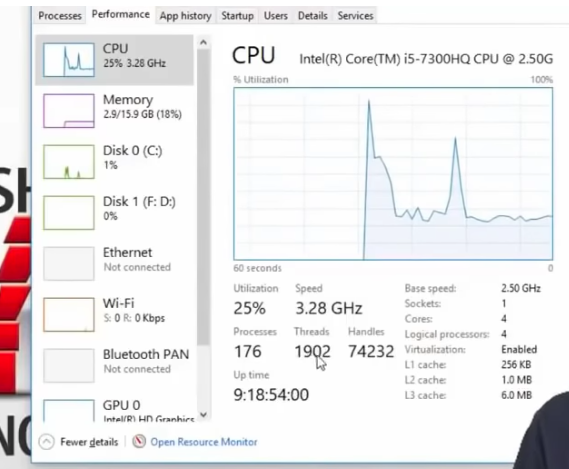 Processes Performance App history Startup Users Details Services
CPU
25% 3.28 GHz
Memory
2.9/15.9 GB (18%)
Disk 0 (C:)
1%
Disk 1 (F: D:)
0%
Ethernet
Not connected
Wi-Fi
S: 0 R: 0 Kbps
Bluetooth PAN
Not connected
GPU 0
Intel(R) HD Graphics
CPU Intel(R) Core(TM) i5-7300HQ CPU @ 2.50G
% Utilization 100%
60 seconds 0
Utilization Speed
25% 3.28 GHz
Processes Threads Handles
176 1902 74232
Up time
9:18:54:00
Base speed: 2.50 GHz
Sockets: 1
Cores: 4
Logical processors: 4
Virtualization: Enabled
L1 cache: 256 KB
L2 cache: 1.0 MB
L3 cache: 6.0 MB
Fewer details Open Resource Monitor